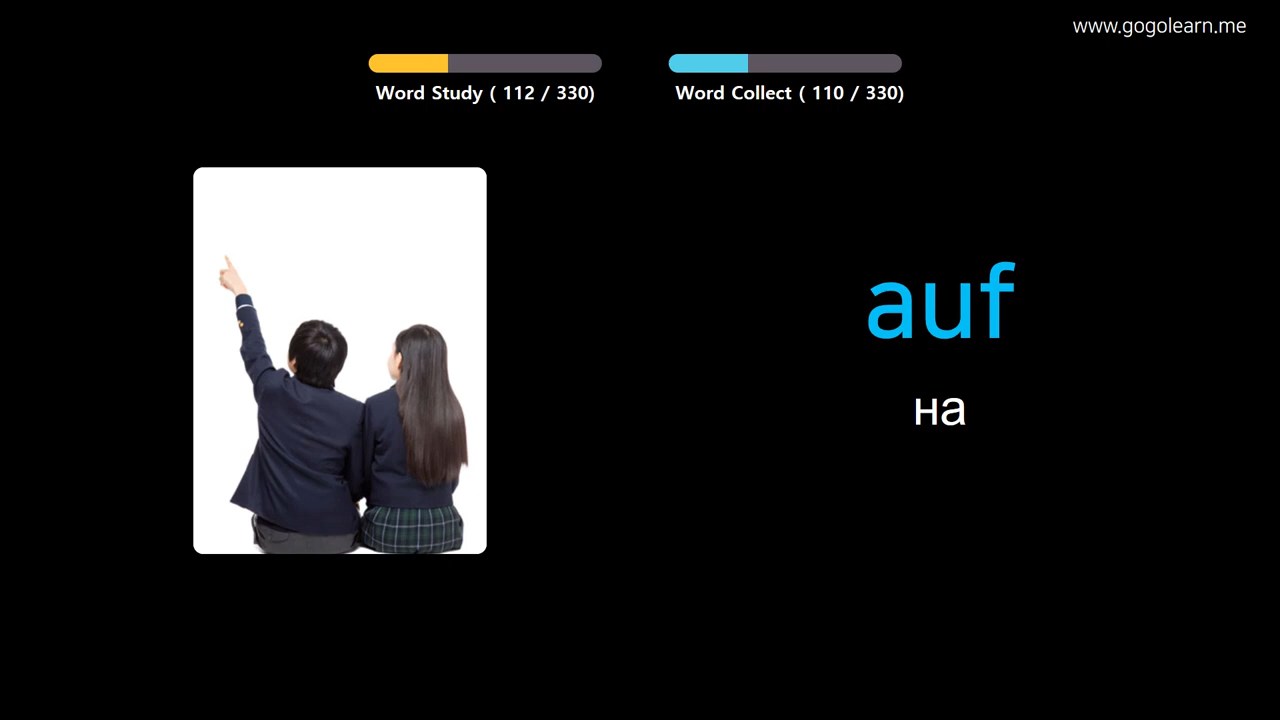 www.gogolearn.me
Word Study ( 112 / 330)
Word Collect ( 110 / 330)
auf
на